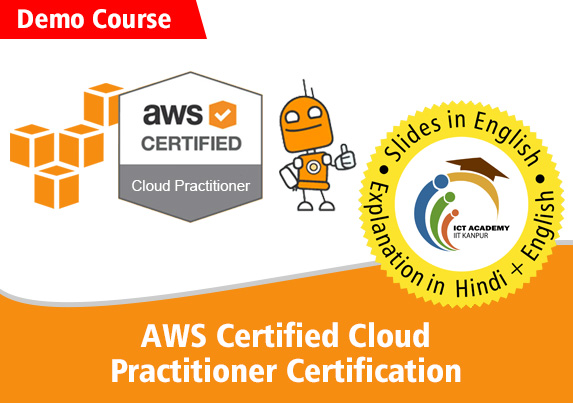 Demo Course
aws
CERTIFIED
Cloud Practitioner
• Slides in English •
Explanation in Hindi + English
ICT ACADEMY
IIT KANPUR
AWS Certified Cloud
Practitioner Certification